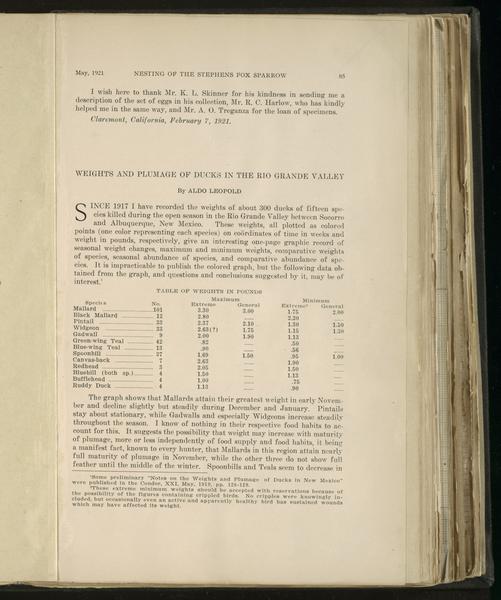 May, 1921 NESTING OF THE STEPHENS FOX SPARROW 85
I wish here to thank Mr. K. L. Skinner for his kindness in sending me a
description of the set of eggs in his collection, Mr. R. C. Harlow, who has kindly
helped me in the same way, and Mr. A. O. Treganza for the loan of specimens.
Claremont, California, February 7, 1921.
WEIGHTS AND PLUMAGE OF DUCKS IN THE RIO GRANDE VALLEY
By ALDO LEOPOLD
SINCE 1917 I have recorded the weights of about 300 ducks of fifteen spe-
cies killed during the open season in the Rio Grande Valley between Socorro
and Albuquerque, New Mexico. These weights, all plotted as colored
points (one color representing each species) on coördinates of time in weeks and
weight in pounds, respectively, give an interesting one-page graphic record of
seasonal weight changes, maximum and minimum weights, comparative weights
of species, seasonal abundance of species, and comparative abundance of spe-
cies. It is impracticable to publish the colored graph, but the following data ob-
tained from the graph, and questions and conclusions suggested by it, may be of
interest.¹
TABLE OF WEIGHTS IN POUNDS
Maximum Minimum
Species No. Extreme General Extreme² General
Mallard 101 3.30 3.00 1.75 2.00
Black Mallard 12 2.80 2.20
Pintail 32 2.37 2.10 1.30 1.50
Widgeon 33 2.63(?) 1.75 1.15 1.30
Gadwall 9 2.00 1.90 1.13
Green-wing Teal 42 .82 .50
Blue-wing Teal 13 .90 .56
Spoonbill 27 1.69 1.50 .95 1.00
Canvas-back 7 2.63 1.90
Redhead 3 2.05 1.50
Bluebill (both sp.) 4 1.50 1.13
Bufflehead 4 1.00 .75
Ruddy Duck 4 1.13 .90
The graph shows that Mallards attain their greatest weight in early Novem-
ber and decline slightly but steadily during December and January. Pintails
stay about stationary, while Gadwalls and especially Widgeons increase steadily
throughout the season. I know of nothing in their respective food habits to ac-
count for this. It suggests the possibility that weight may increase with maturity
of plumage, more or less independently of food supply and food habits, it being
a manifest fact, known to every hunter, that Mallards in this region attain nearly
full maturity of plumage in November, while the other three do not show full
feather until the middle of the winter. Spoonbills and Teals seem to decrease in
¹Some preliminary "Notes on the Weights and Plumage of Ducks in New Mexico"
were published in the Condor, XXI, May, 1919, pp. 128-129.
²These extreme minimum weights should be accepted with reservations because of
the possibility of the figures containing crippled birds. No cripples were knowingly in-
cluded, but occasionally even an active and apparently healthy bird has sustained wounds
which may have affected its weight.